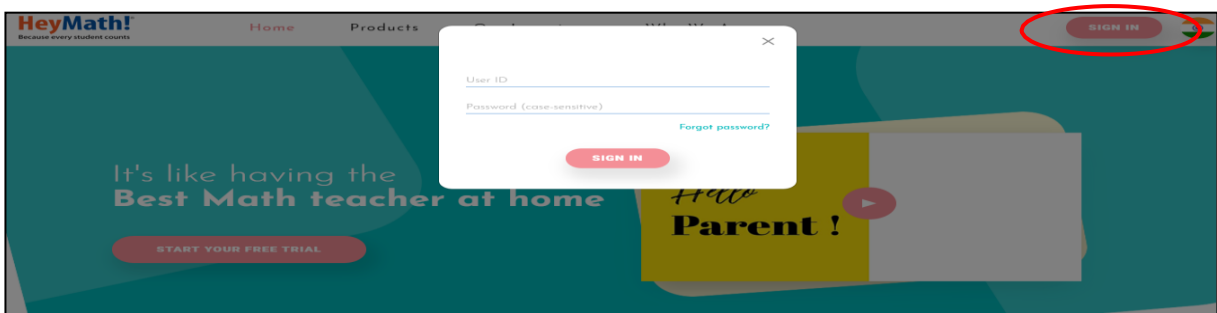 HeyMath!
Because every student counts
Home Products
SIGN IN
User ID
Password (case-sensitive)
Forgot password?
SIGN IN
It's like having the
Best Math teacher at home
START YOUR FREE TRIAL
Hello
Parent !